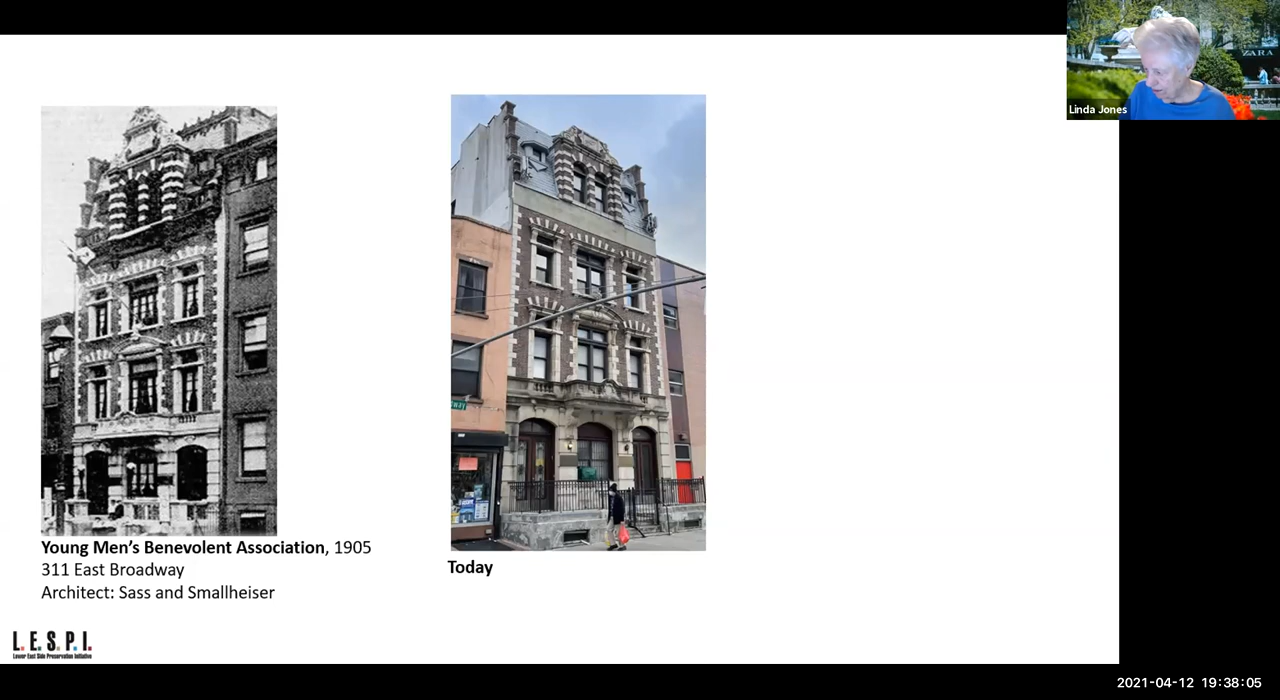 ZARA
Linda Jones
Young Men's Benevolent Association, 1905
311 East Broadway
Architect: Sass and Smallheiser
Today
L.E.S.P.I.
Lower East Side Preservation Initiative
2021-04-12 19:38:05